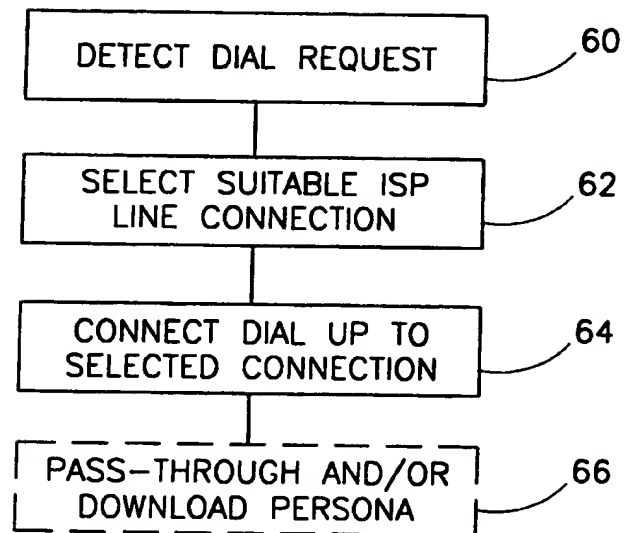 DETECT DIAL REQUEST
60
SELECT SUITABLE ISP
LINE CONNECTION
62
CONNECT DIAL UP TO
SELECTED CONNECTION
64
PASS-THROUGH AND/OR
DOWNLOAD PERSONA
66